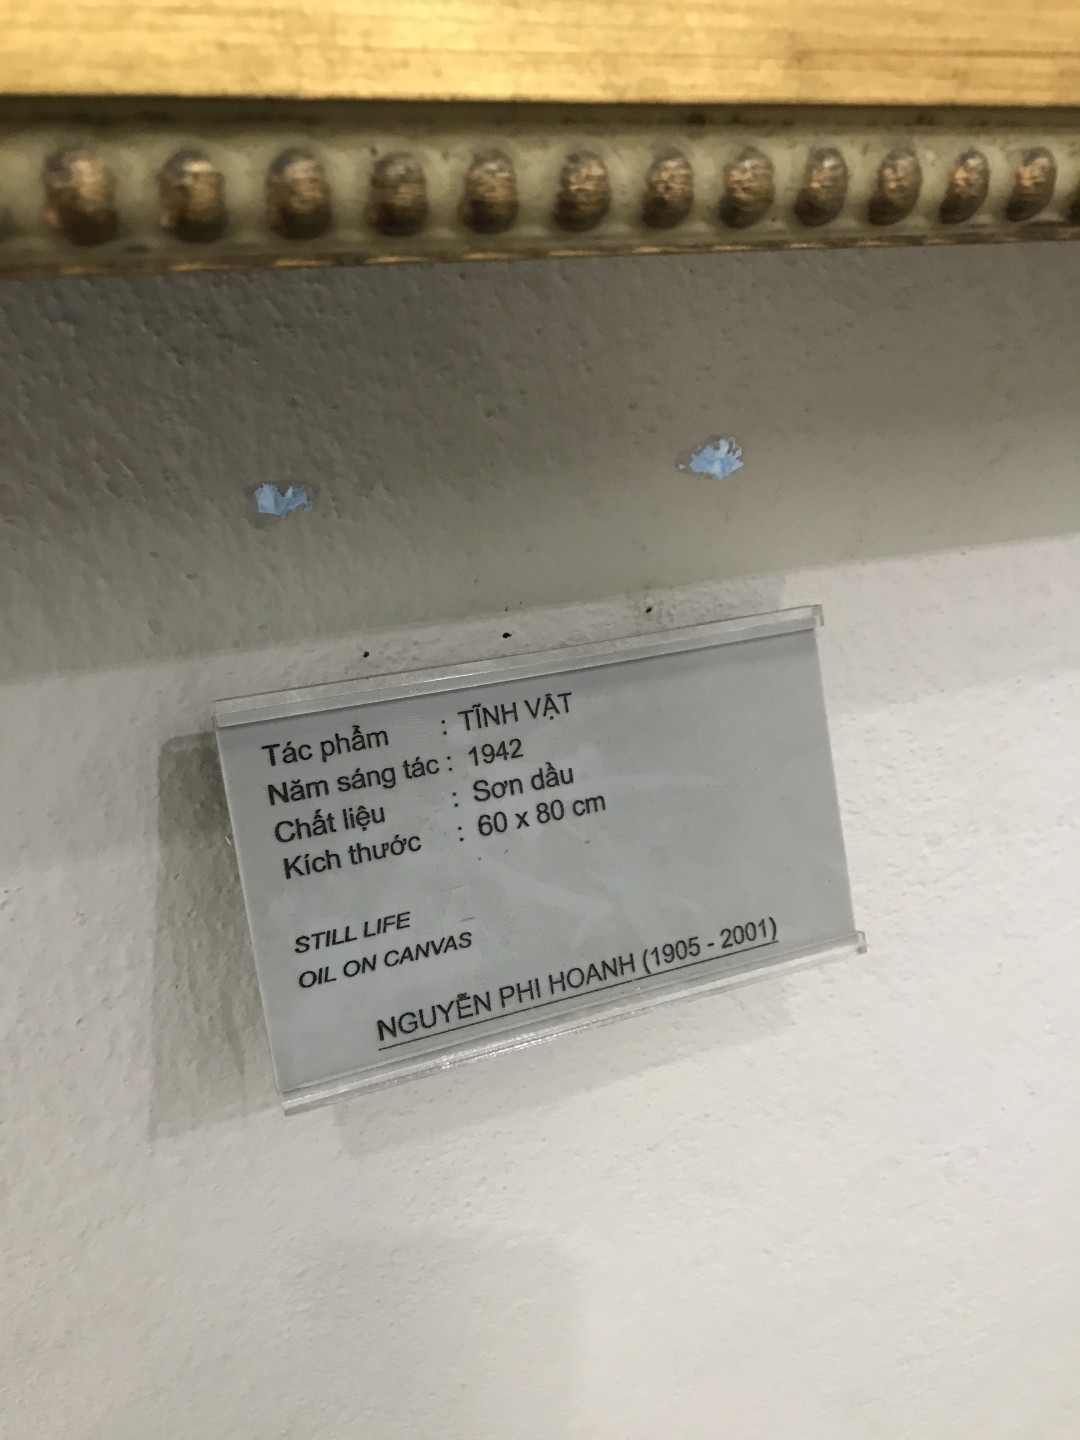 Tác phẩm : TĨNH VẬT
Năm sáng tác : 1942
Chất liệu : Sơn dầu
Kích thước : 60 x 80 cm
STILL LIFE
OIL ON CANVAS
NGUYỄN PHI HOANH (1905 - 2001)